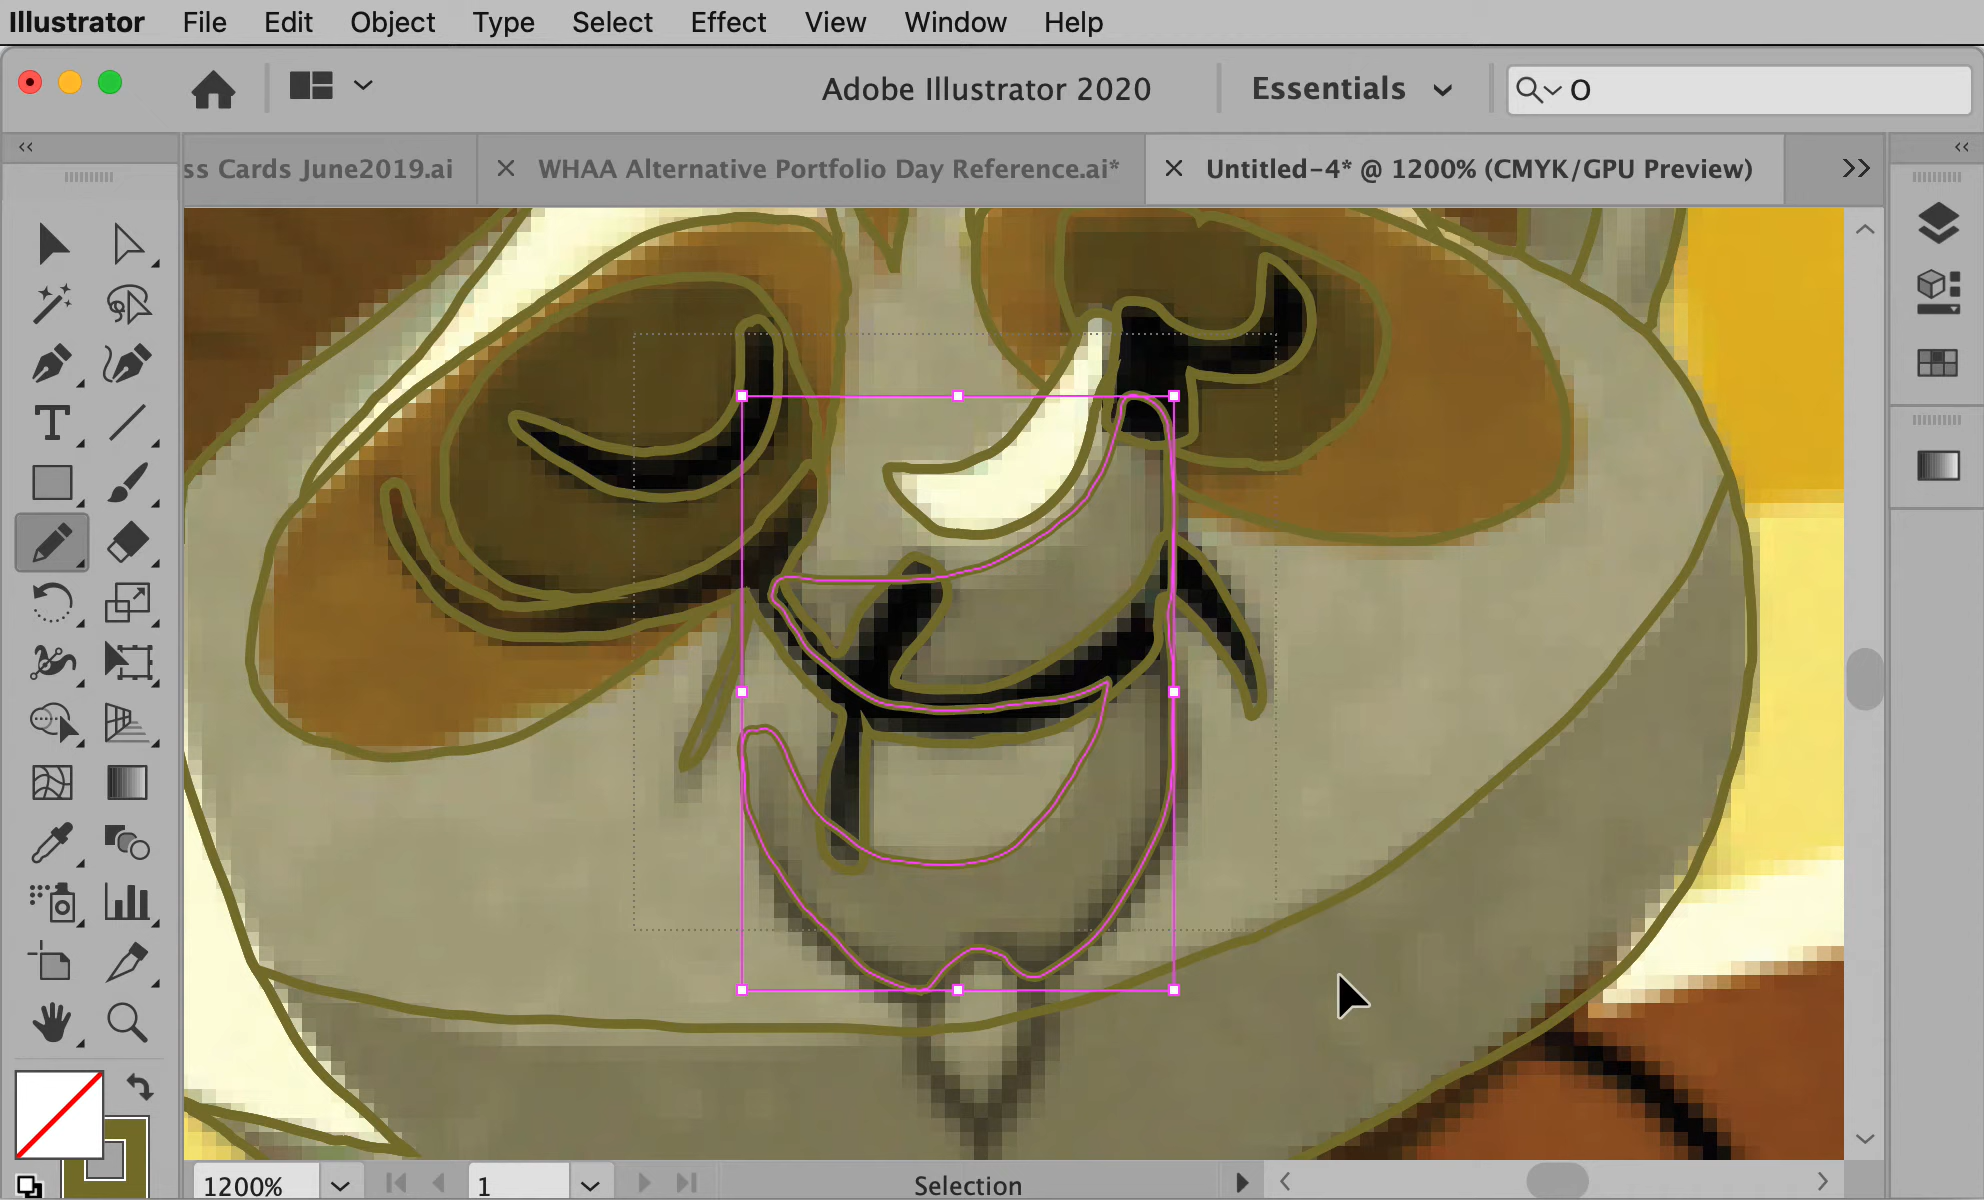 Illustrator File Edit Object Type Select Effect View Window Help
Adobe Illustrator 2020 Essentials O
ss Cards June2019.ai × WHAA Alternative Portfolio Day Reference.ai* × Untitled-4* @ 1200% (CMYK/GPU Preview)
1200% 1 Selection